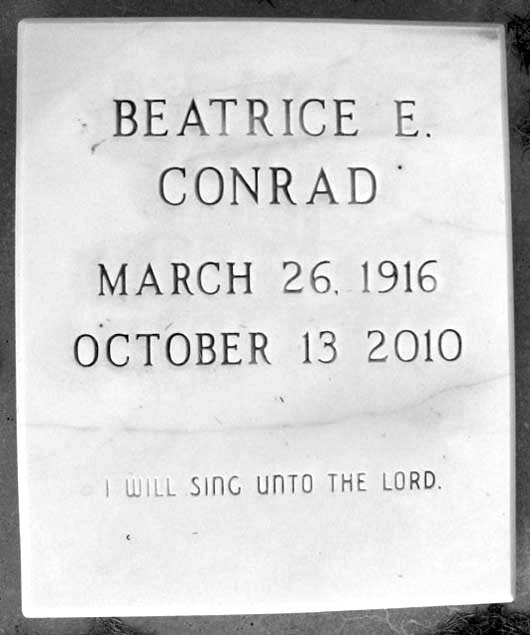 BEATRICE E.
CONRAD
MARCH 26, 1916
OCTOBER 13 2010
I WILL SING UNTO THE LORD.